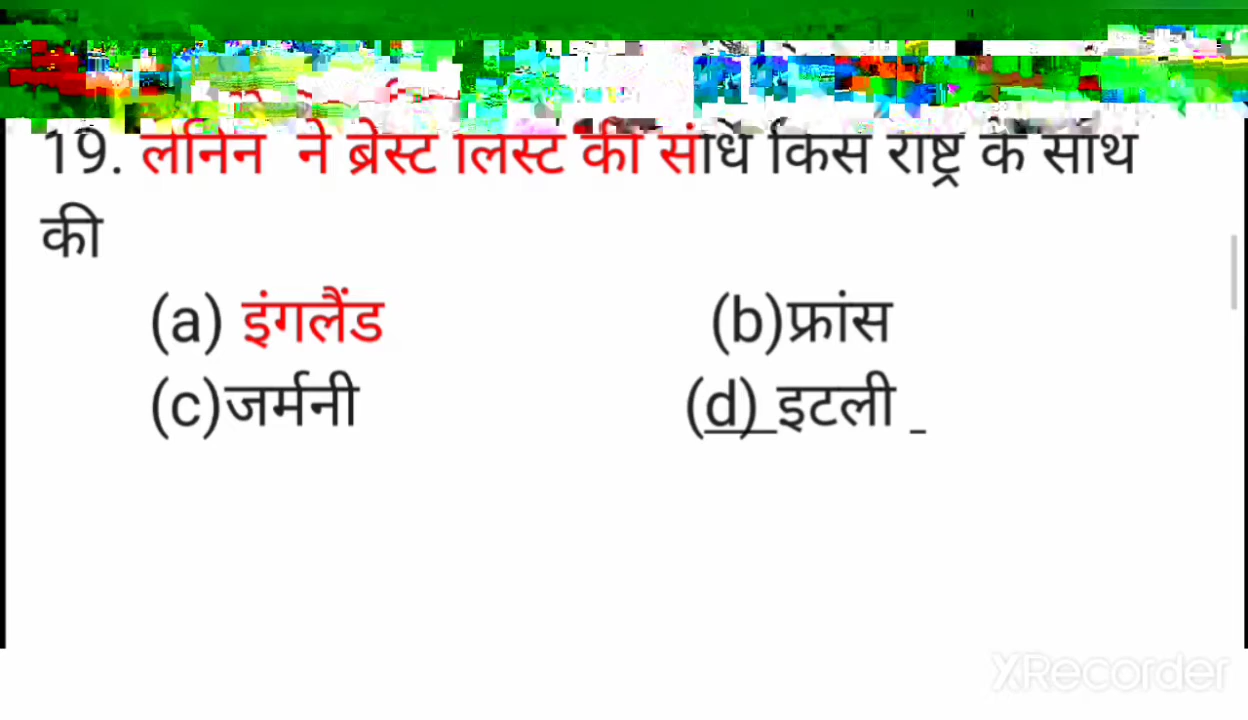 19. लेनिन ने ब्रेस्ट लिस्ट की संधि किस राष्ट्र के साथ
की
(a) इंगलैंड (b)फ्रांस
(c)जर्मनी (d) इटली _
XRecorder